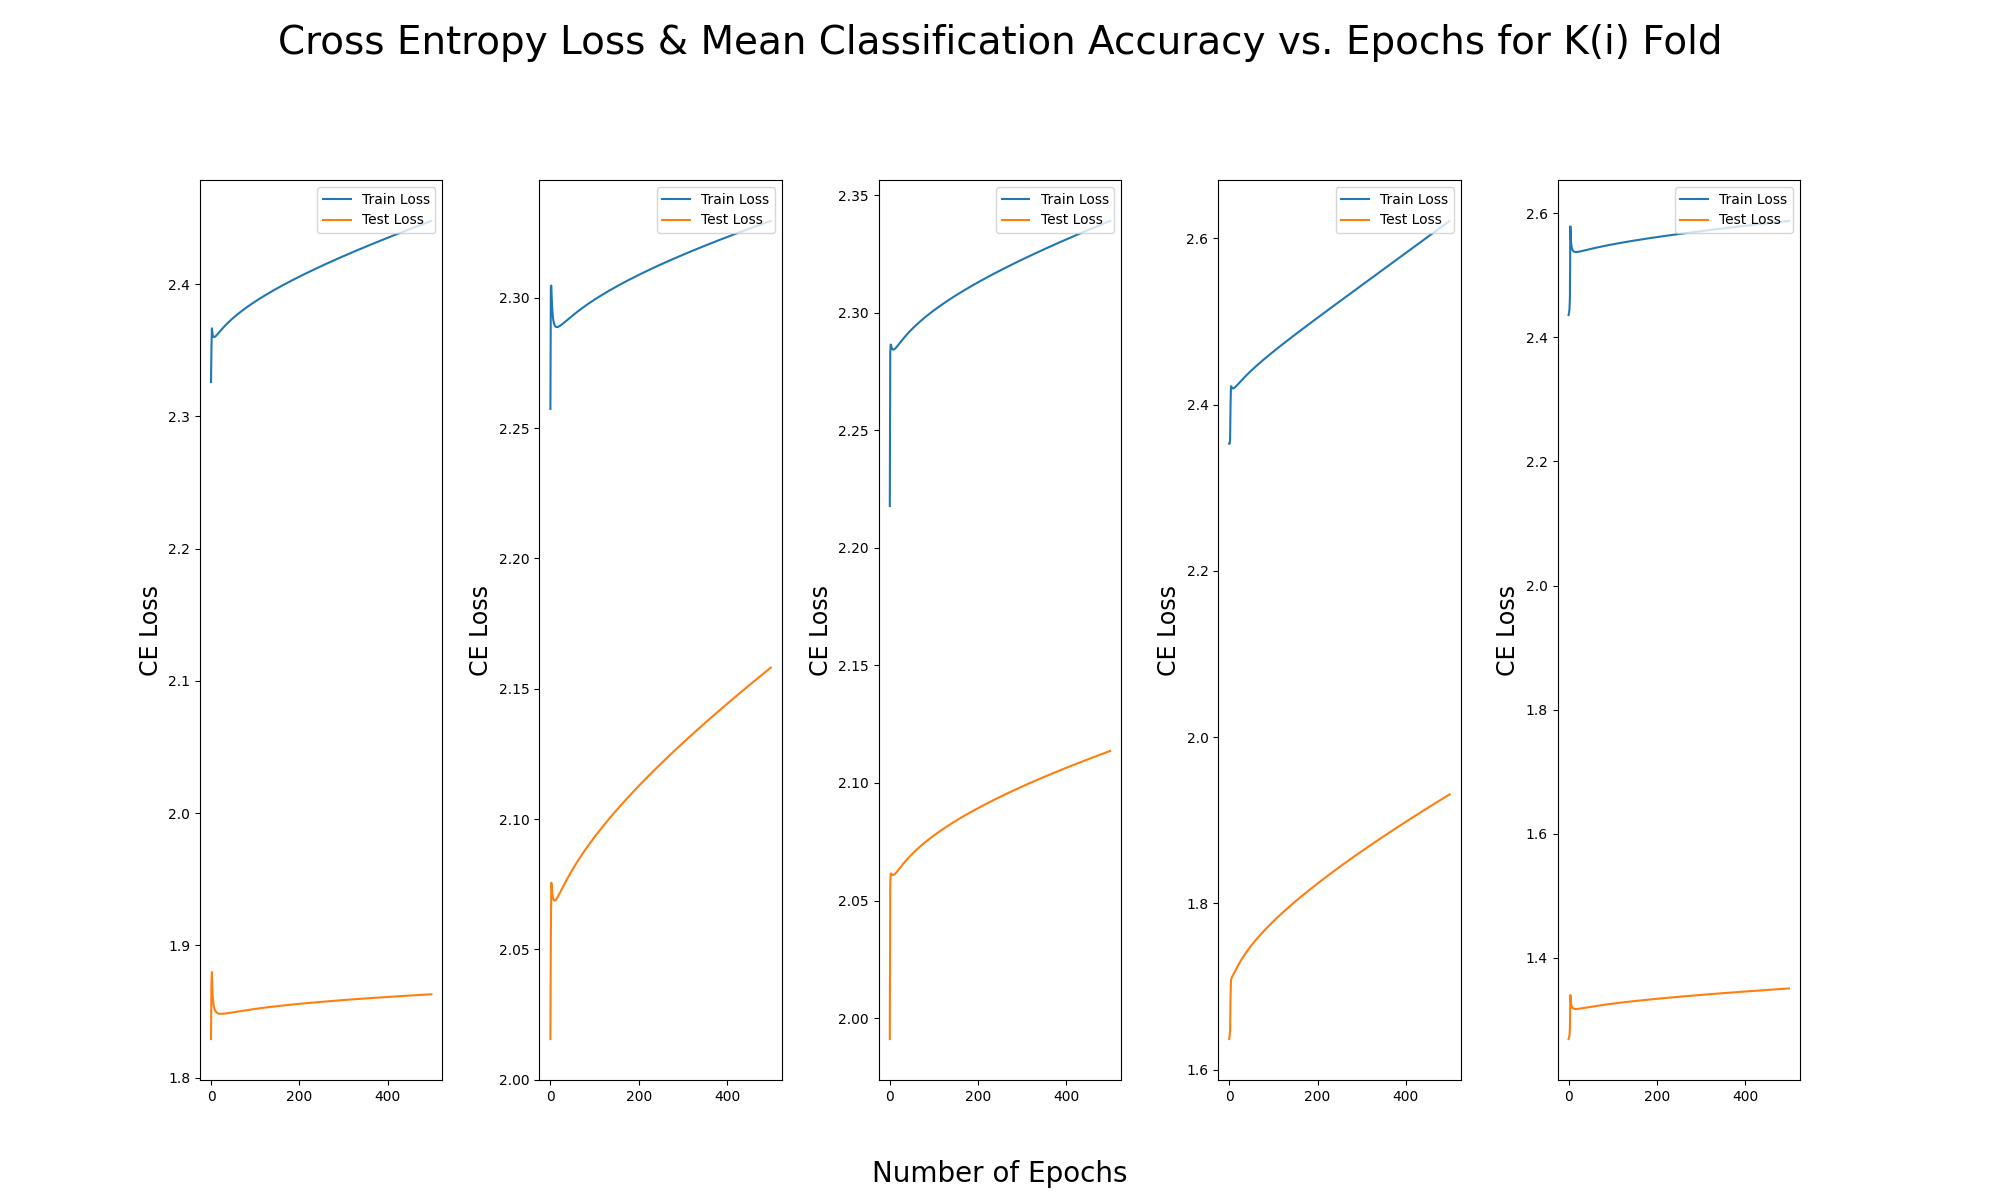 Cross Entropy Loss & Mean Classification Accuracy vs. Epochs for K(i) Fold
CE Loss
2.4
2.3
2.2
2.1
2.0
1.9
1.8
0 200 400
Train Loss
Test Loss
CE Loss
2.30
2.25
2.20
2.15
2.10
2.05
2.00
0 200 400
Train Loss
Test Loss
CE Loss
2.35
2.30
2.25
2.20
2.15
2.10
2.05
2.00
0 200 400
Train Loss
Test Loss
CE Loss
2.6
2.4
2.2
2.0
1.8
1.6
0 200 400
Train Loss
Test Loss
CE Loss
2.6
2.4
2.2
2.0
1.8
1.6
1.4
0 200 400
Train Loss
Test Loss
Number of Epochs